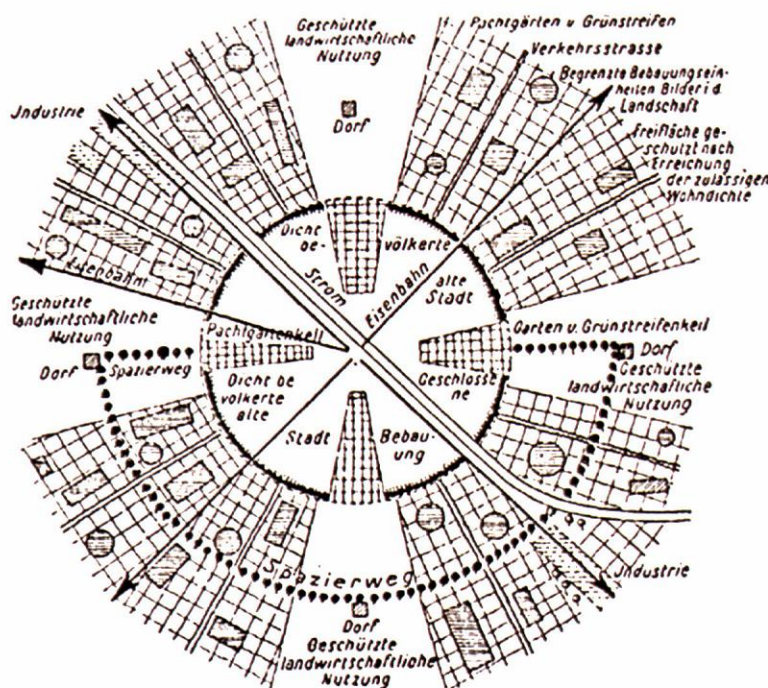 Geschützte
landwirtschaftliche
Nutzung
Dorf
Pachtgärten u Grünstreifen
Verkehrsstrasse
Begrenzte Bebauungsein-
heiten Bilder i d.
Landschaft
Freifläche ge-
schützt nach
Erreichung
der zulässigen
Wohndichte
Jndustrie
Dicht be-
völkerte
alte
Stadt
Strom
Eisenbahn
Eisenbahn
Geschützte
landwirtschaftliche
Nutzung
Dorf
Spazierweg
Pachtgartenkeil
Garten u. Grünstreifenkeil
Dorf
Geschützte
landwirtschaftliche
Nutzung
Dicht be
völkerte
alte
Stadt
Geschlosse
ne
Bebau-
ung
Spazierweg
Jndustrie
Dorf
Geschützte
landwirtschaftliche
Nutzung